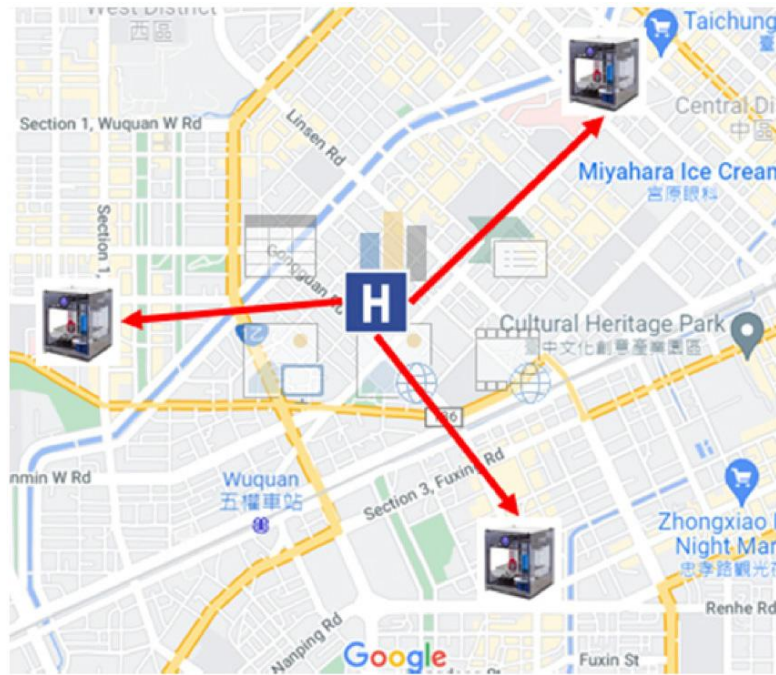 West District
西區
Taichung
Section 1, Wuquan W Rd
Linsen Rd
Central Di
中區
Miyahara Ice Cream
宮原眼科
Section 1,
Gongguan Rd
H
Cultural Heritage Park
臺中文化創意產業園區
136
nmin W Rd
Wuquan
五權車站
Section 3, Fuxing Rd
Zhongxiao
Night Mar
忠孝路觀光夜
Renhe Rd
Nanping Rd
Google
Fuxin St